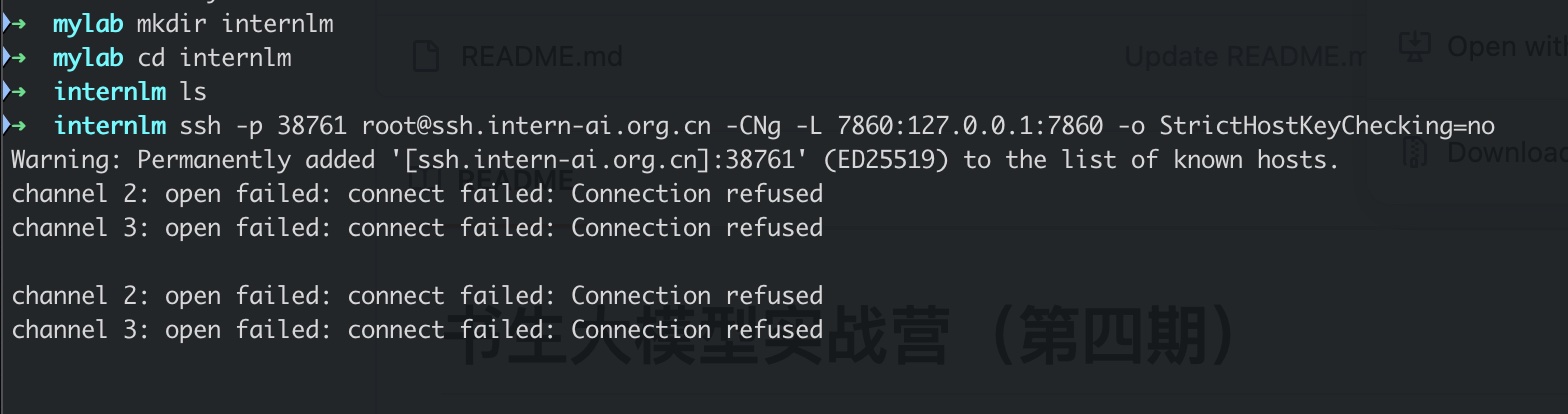 ➜ mylab mkdir internlm
➜ mylab cd internlm
README.md Update README.m Open with
➜ internlm ls
➜ internlm ssh -p 38761 root@ssh.intern-ai.org.cn -CNg -L 7860:127.0.0.1:7860 -o StrictHostKeyChecking=no
Warning: Permanently added '[ssh.intern-ai.org.cn]:38761' (ED25519) to the list of known hosts.
Download
README
channel 2: open failed: connect failed: Connection refused
channel 3: open failed: connect failed: Connection refused
channel 2: open failed: connect failed: Connection refused
channel 3: open failed: connect failed: Connection refused
书生大模型实战营（第四期）